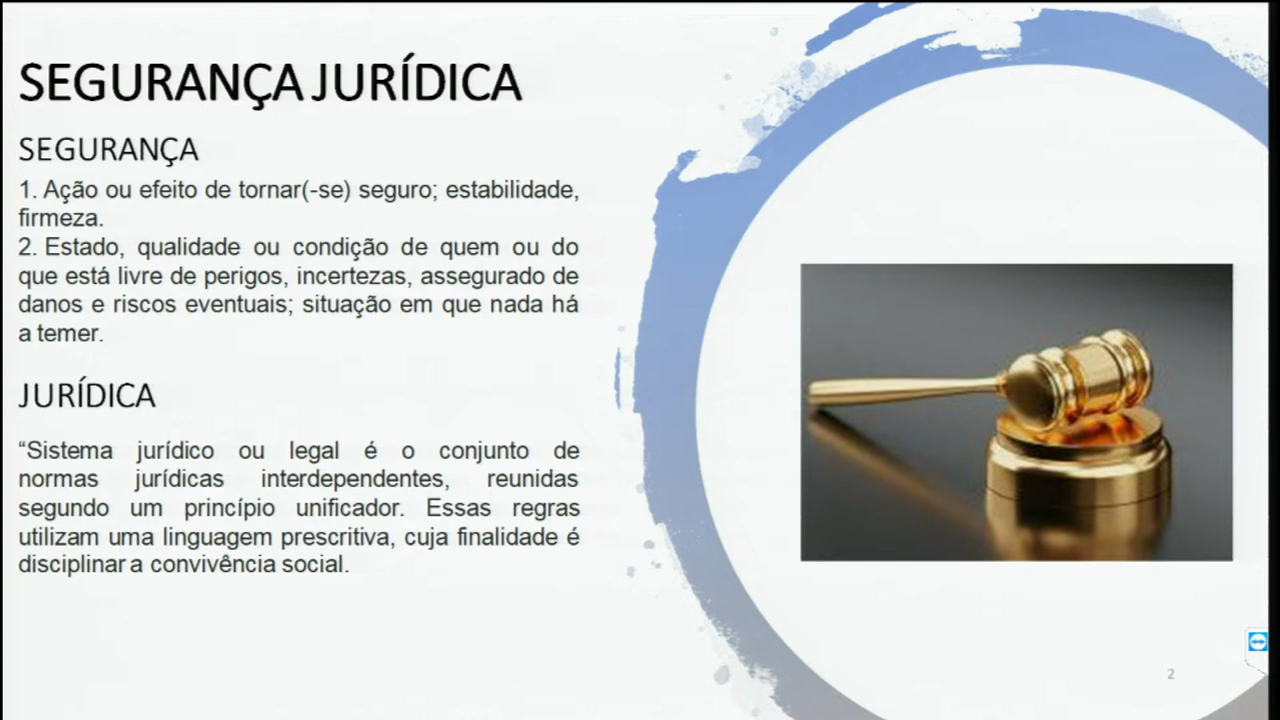 SEGURANÇA JURÍDICA
SEGURANÇA
1. Ação ou efeito de tornar(-se) seguro; estabilidade,
firmeza.
2. Estado, qualidade ou condição de quem ou do
que está livre de perigos, incertezas, assegurado de
danos e riscos eventuais; situação em que nada há
a temer.
JURÍDICA
“Sistema jurídico ou legal é o conjunto de
normas jurídicas interdependentes, reunidas
segundo um princípio unificador. Essas regras
utilizam uma linguagem prescritiva, cuja finalidade é
disciplinar a convivência social.
2